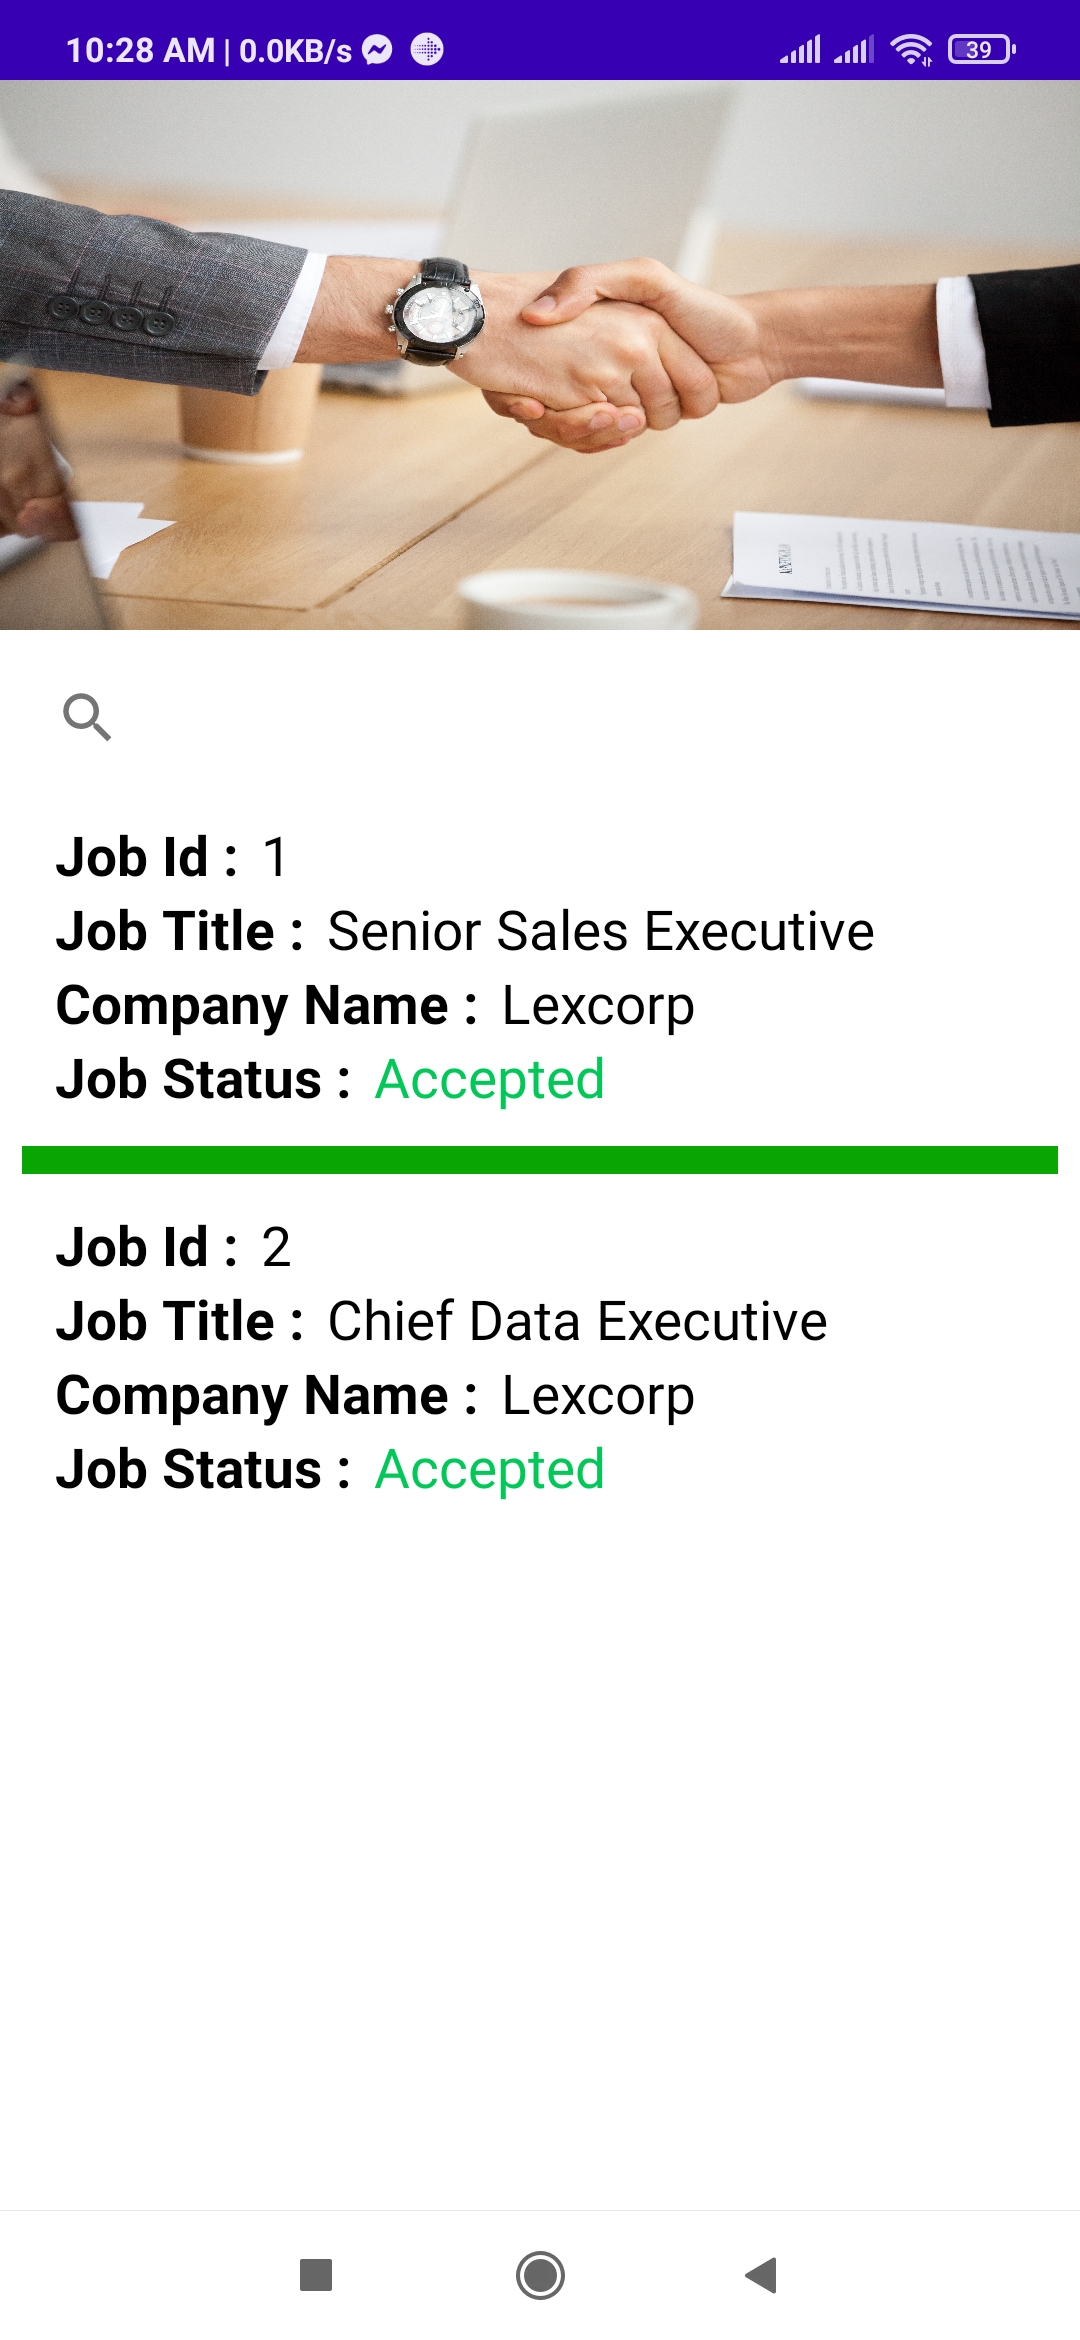 10:28 AM | 0.0KB/s 39
Job Id : 1
Job Title : Senior Sales Executive
Company Name : Lexcorp
Job Status : Accepted
Job Id : 2
Job Title : Chief Data Executive
Company Name : Lexcorp
Job Status : Accepted